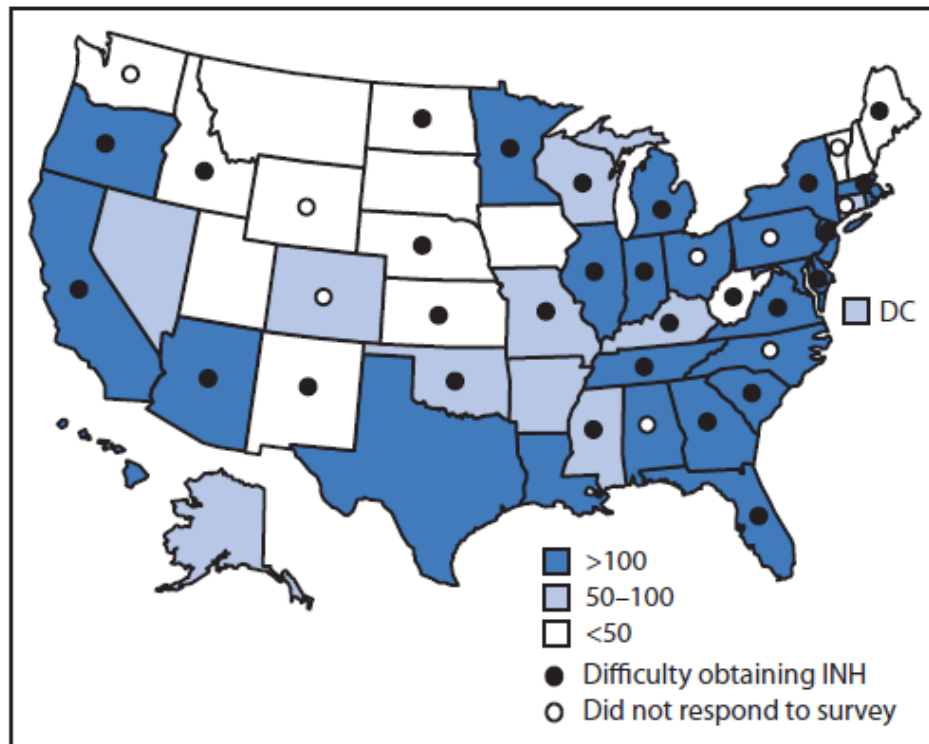 DC
>100
50–100
<50
Difficulty obtaining INH
Did not respond to survey